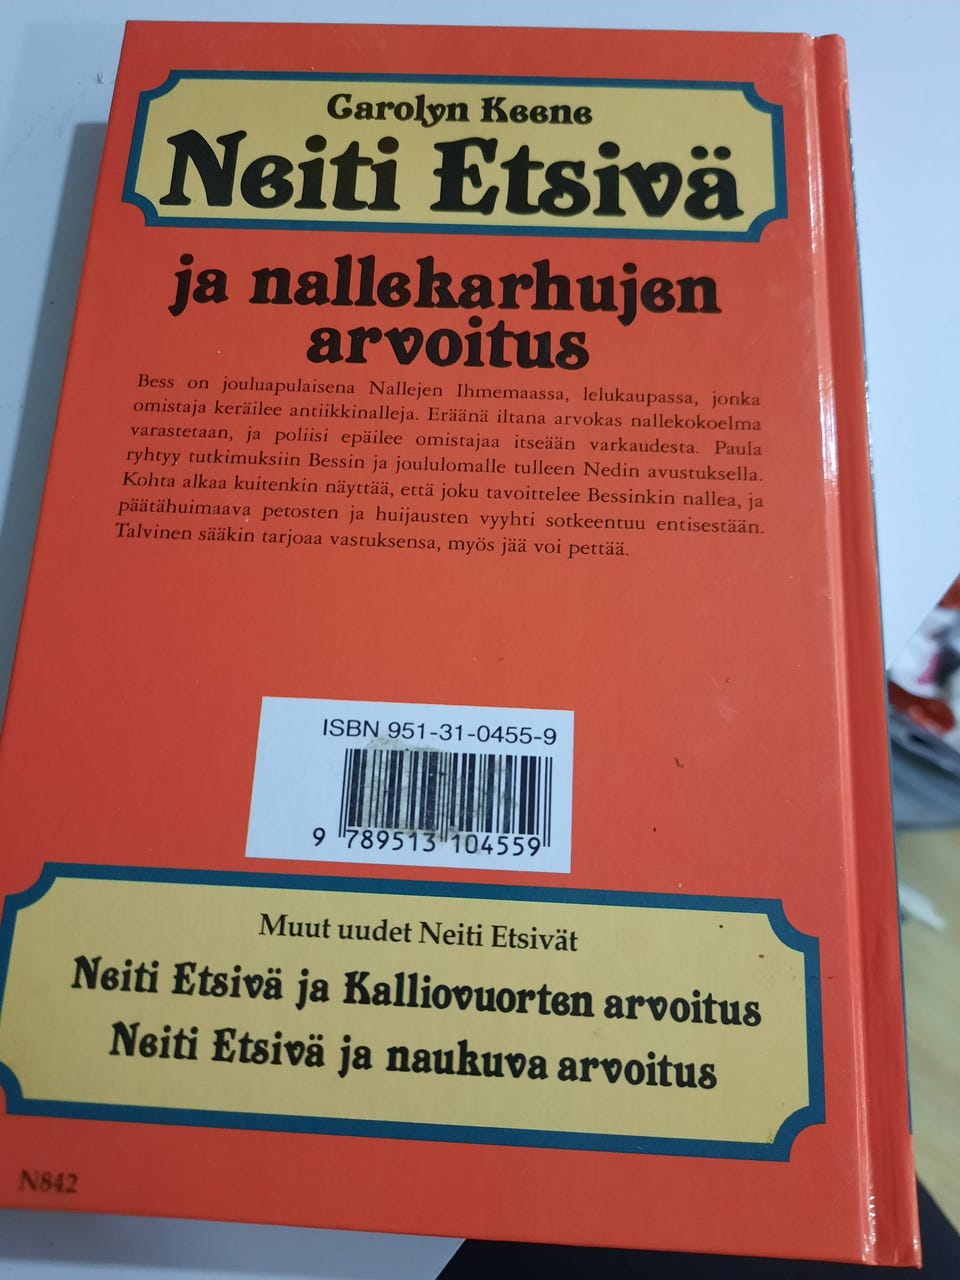 Carolyn Keene
Neiti Etsivä
ja nallekarhujen
arvoitus
Bess on jouluapulaisena Nallejen Ihmemaassa, lelukaupassa, jonka
omistaja keräilee antiikkinalleja. Eräänä iltana arvokas nallekokoelma
varastetaan, ja poliisi epäilee omistajaa itseään varkaudesta. Paula
ryhtyy tutkimuksiin Bessin ja joululomalle tulleen Nedin avustuksella.
Kohta alkaa kuitenkin näyttää, että joku tavoittelee Bessinkin nallea, ja
päätähuimaava petosten ja huijausten vyyhti sotkeentuu entisestään.
Talvinen sääkin tarjoaa vastuksensa, myös jää voi pettää.
ISBN 951-31-0455-9
9 789513 104559
Muut uudet Neiti Etsivät
Neiti Etsivä ja Kalliovuorten arvoitus
Neiti Etsivä ja naukuva arvoitus
N842